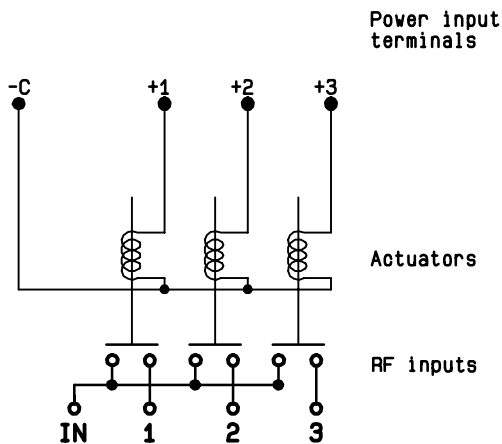 Power input
terminals
-C +1 +2 +3
Actuators
RF inputs
IN 1 2 3